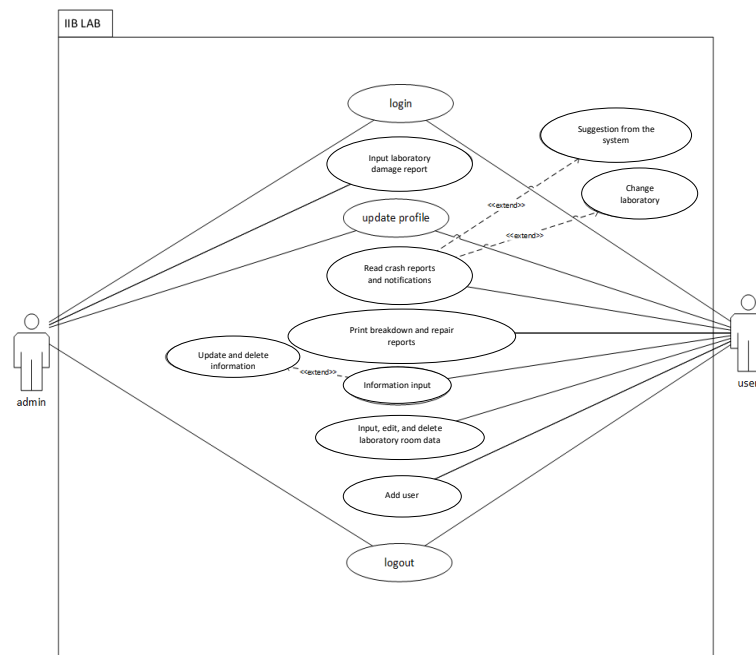 IIB LAB
login
Suggestion from the
system
Input laboratory
damage report
Change
laboratory
<<extend>>
update profile
<<extend>>
Read crash reports
and notifications
Print breakdown and repair
reports
Update and delete
information
<<extend>>
Information input
admin
user
Input, edit, and delete
laboratory room data
Add user
logout